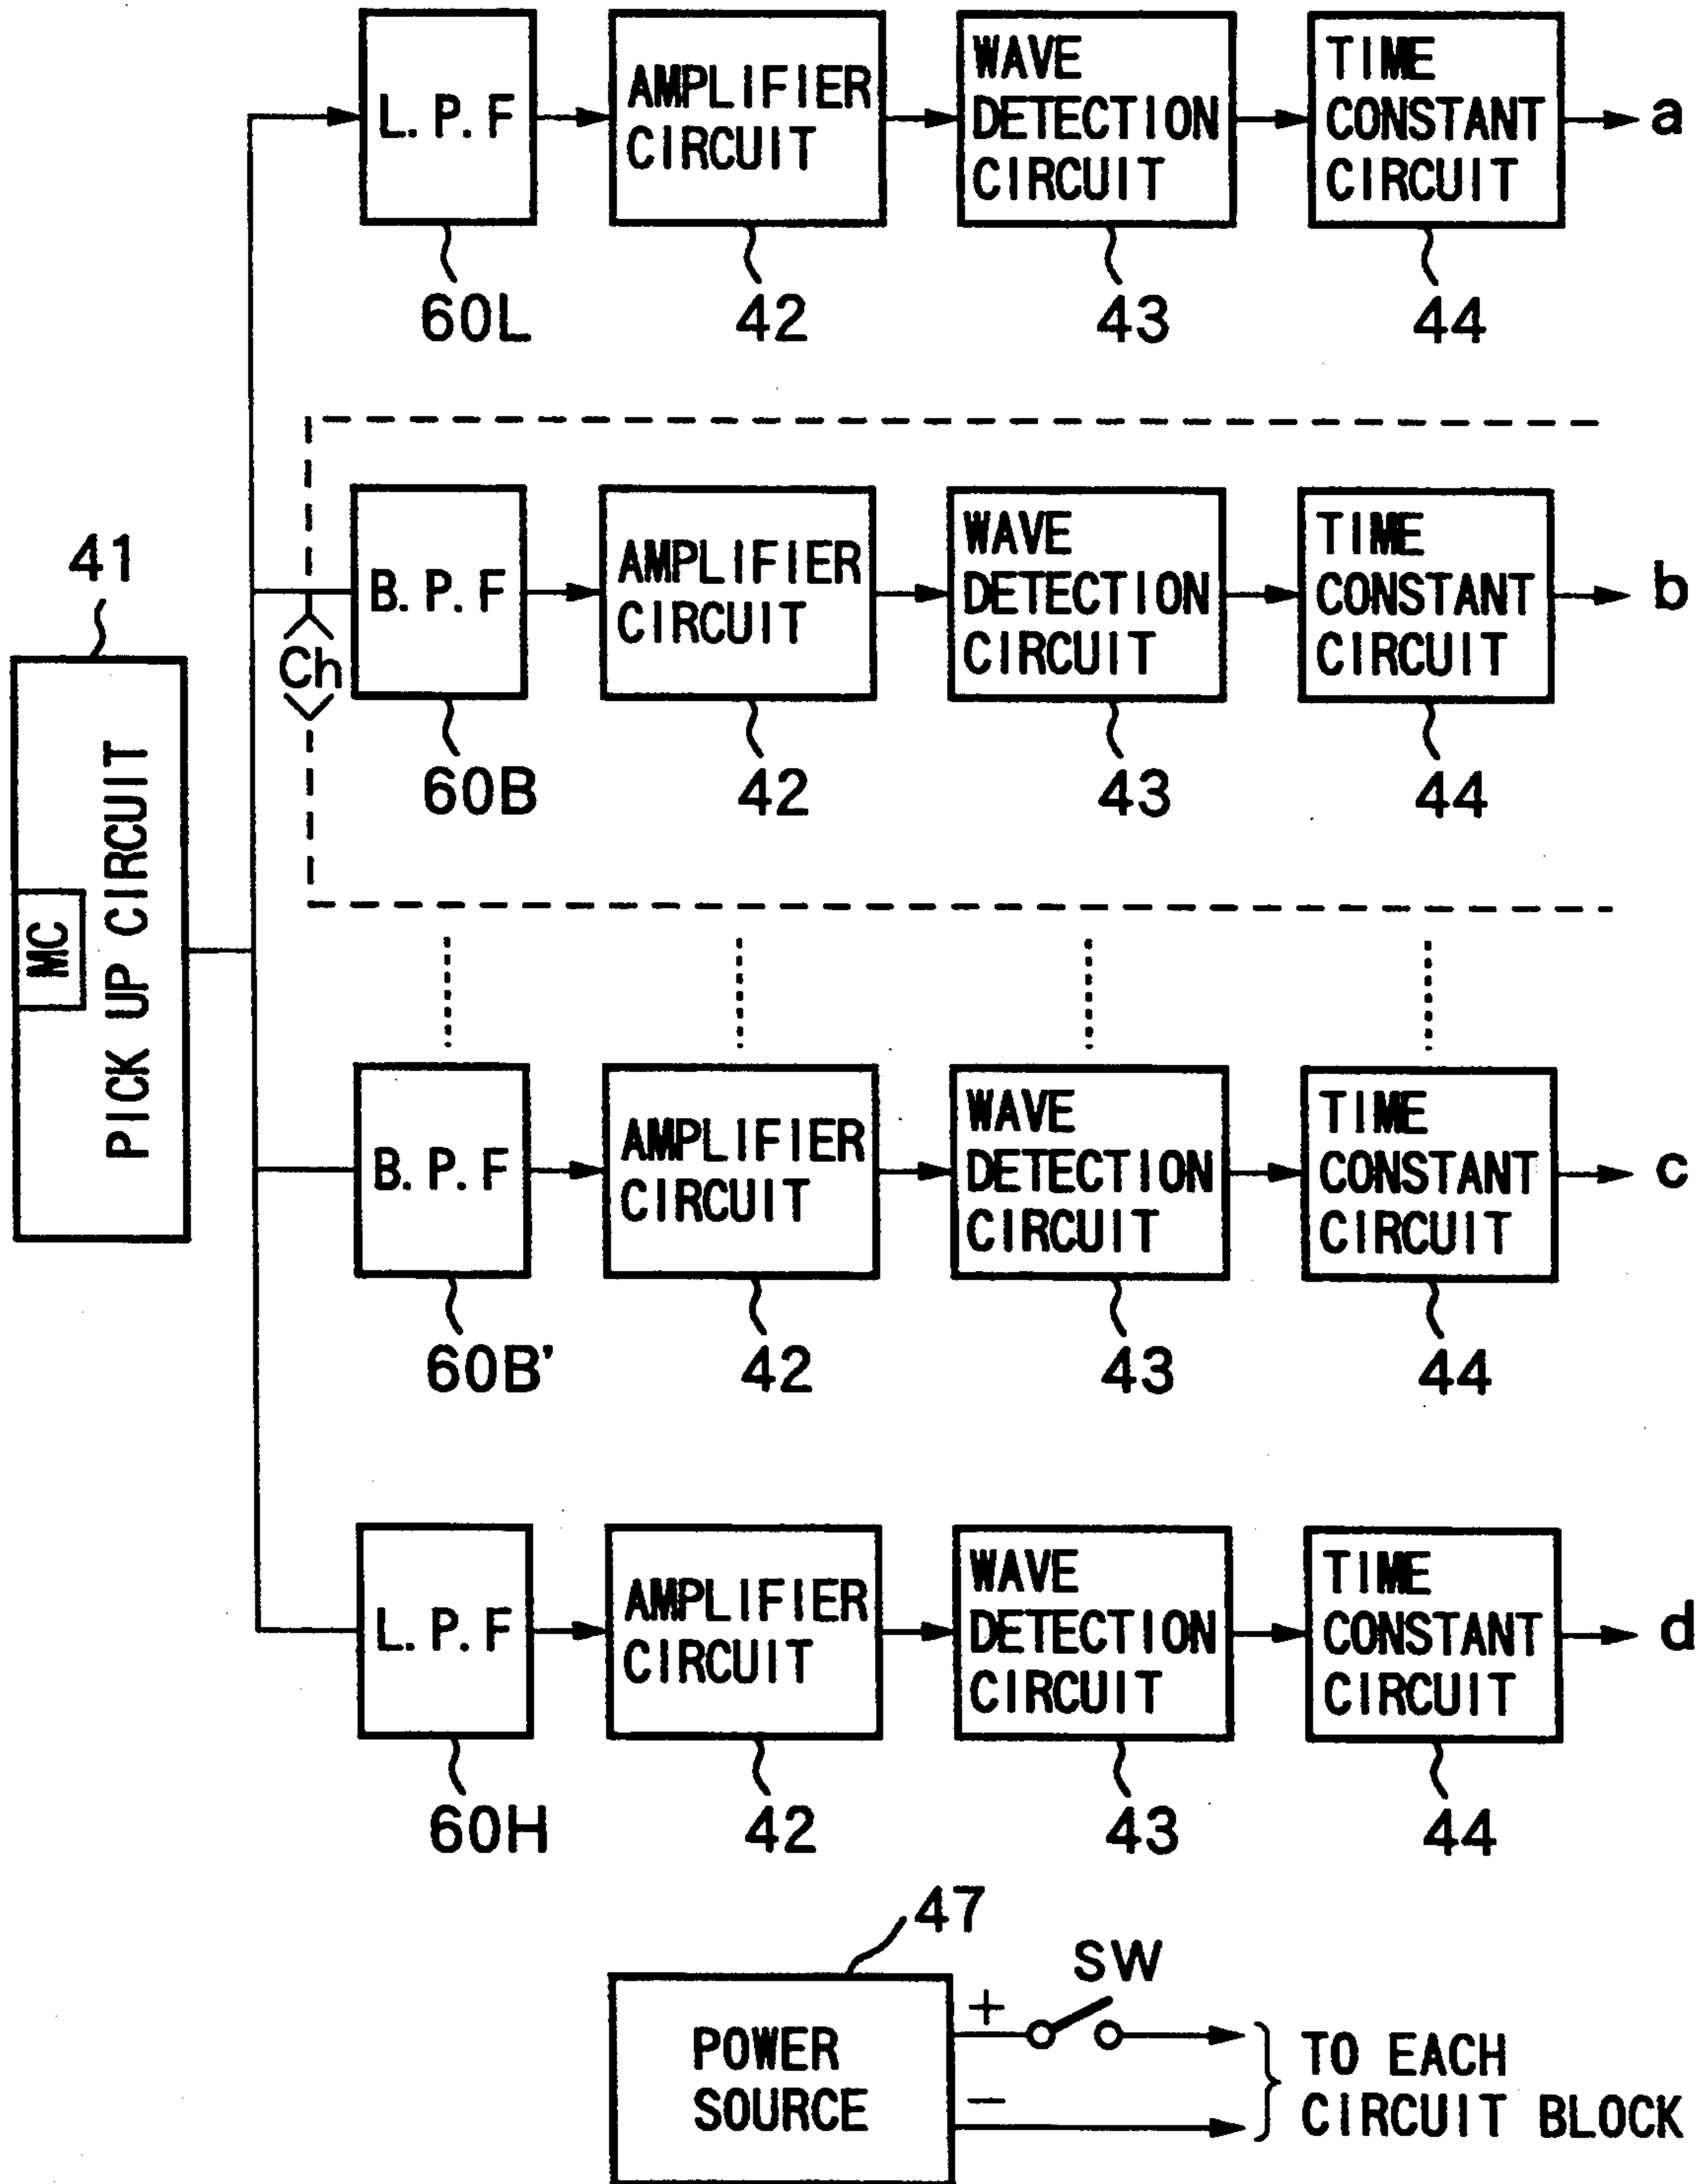 L. P. F
AMPLIFIER
CIRCUIT
WAVE
DETECTION
CIRCUIT
TIME
CONSTANT
CIRCUIT
a
60L
42
43
44
41
PICK UP CIRCUIT
MC
Ch
B. P. F
AMPLIFIER
CIRCUIT
WAVE
DETECTION
CIRCUIT
TIME
CONSTANT
CIRCUIT
b
60B
42
43
44
B. P. F
AMPLIFIER
CIRCUIT
WAVE
DETECTION
CIRCUIT
TIME
CONSTANT
CIRCUIT
c
60B'
42
43
44
L. P. F
AMPLIFIER
CIRCUIT
WAVE
DETECTION
CIRCUIT
TIME
CONSTANT
CIRCUIT
d
60H
42
43
44
47
POWER
SOURCE
+
SW
−
TO EACH
CIRCUIT BLOCK